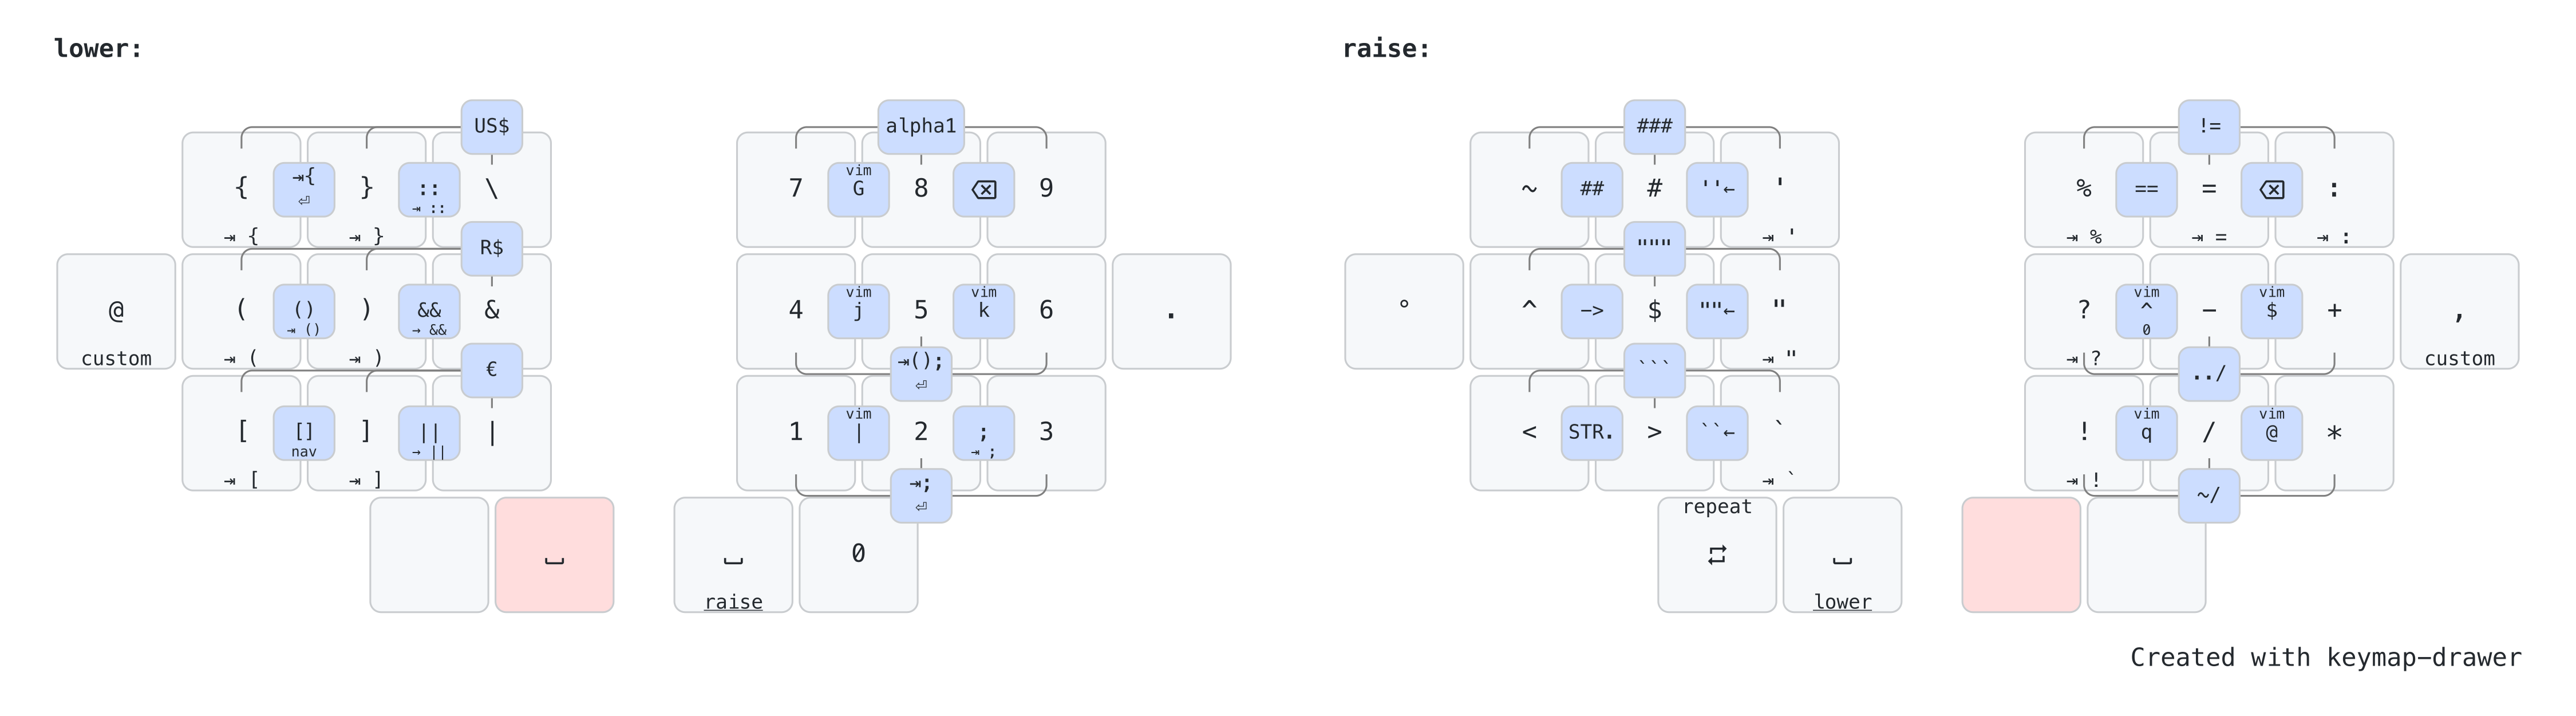 lower: raise:
US$ alpha1 ### !=
⇥{ vim
{ ⏎ } :: \ 7 G 8 ⌫ 9 ~ ## # ''← ' % == = ⌫ :
⇥ ::
⇥ { ⇥ } ⇥ ' ⇥ % ⇥ = ⇥ :
R$ """
vim vim vim vim
@ ( () ) && & 4 j 5 k 6 . ° ^ -> $ ""← " ? ^ - $ + ,
⇥ () → && 0
custom ⇥ ( ⇥ ) ⇥(); ⇥ " ⇥ ? custom
€ ⏎ ``` ../
vim vim vim
[ [] ] || | 1 | 2 ; 3 < STR. > ``← ` ! q / @ *
nav → || ⇥ ;
⇥ [ ⇥ ] ⇥; ⇥ ` ⇥ !
⏎ repeat ~/
␣ ␣ 0 ␣
raise lower
Created with keymap-drawer